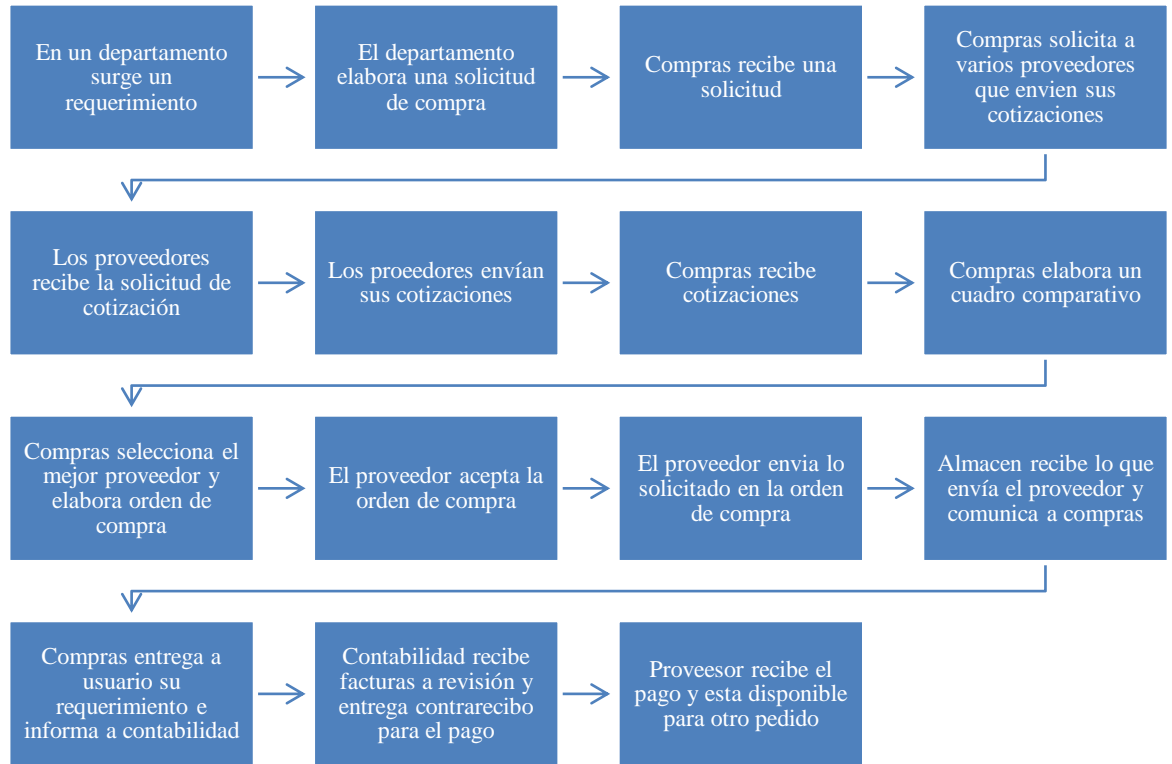 En un departamento
surge un
requerimiento
El departamento
elabora una solicitud
de compra
Compras recibe una
solicitud
Compras solicita a
varios proveedores
que envien sus
cotizaciones
Los proveedores
recibe la solicitud de
cotización
Los proeedores envían
sus cotizaciones
Compras recibe
cotizaciones
Compras elabora un
cuadro comparativo
Compras selecciona el
mejor proveedor y
elabora orden de
compra
El proveedor acepta la
orden de compra
El proveedor envia lo
solicitado en la orden
de compra
Almacen recibe lo que
envía el proveedor y
comunica a compras
Compras entrega a
usuario su
requerimiento e
informa a contabilidad
Contabilidad recibe
facturas a revisión y
entrega contrarecibo
para el pago
Proveesor recibe el
pago y esta disponible
para otro pedido